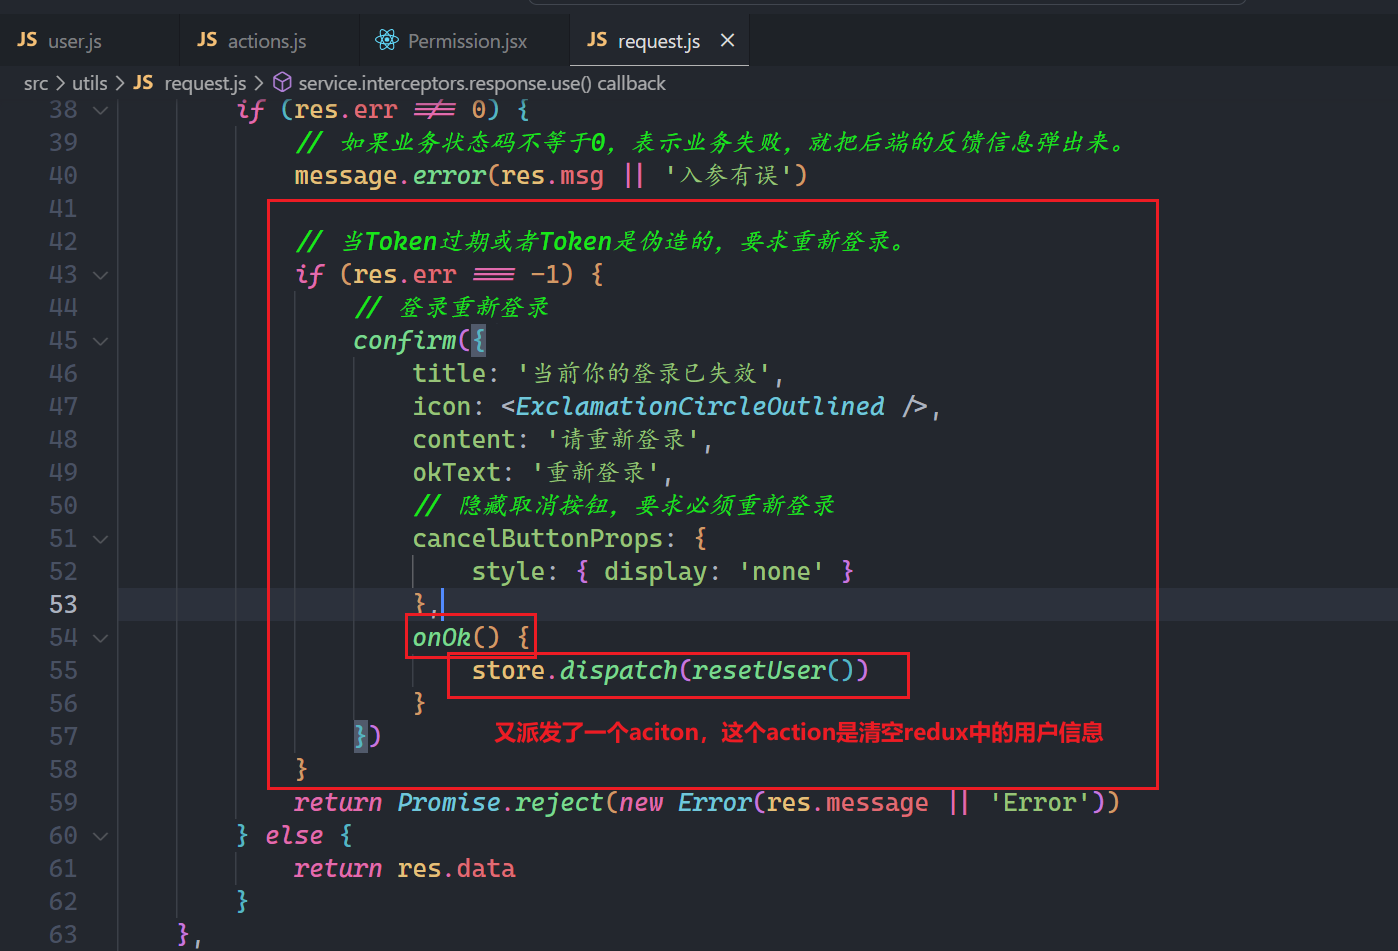 JS user.js JS actions.js Permission.jsx JS request.js ×
src > utils > JS request.js > service.interceptors.response.use() callback
38 if (res.err !== 0) {
39 // 如果业务状态码不等于0，表示业务失败，就把后端的反馈信息弹出来。
40 message.error(res.msg || '入参有误')
41
42 // 当Token过期或者Token是伪造的，要求重新登录。
43 if (res.err === -1) {
44 // 登录重新登录
45 confirm({
46 title: '当前你的登录已失效',
47 icon: <ExclamationCircleOutlined />,
48 content: '请重新登录',
49 okText: '重新登录',
50 // 隐藏取消按钮，要求必须重新登录
51 cancelButtonProps: {
52 style: { display: 'none' }
53 },
54 onOk() {
55 store.dispatch(resetUser())
56 }
又派发了一个aciton，这个action是清空redux中的用户信息
57 })
58 }
59 return Promise.reject(new Error(res.message || 'Error'))
60 } else {
61 return res.data
62 }
63 },